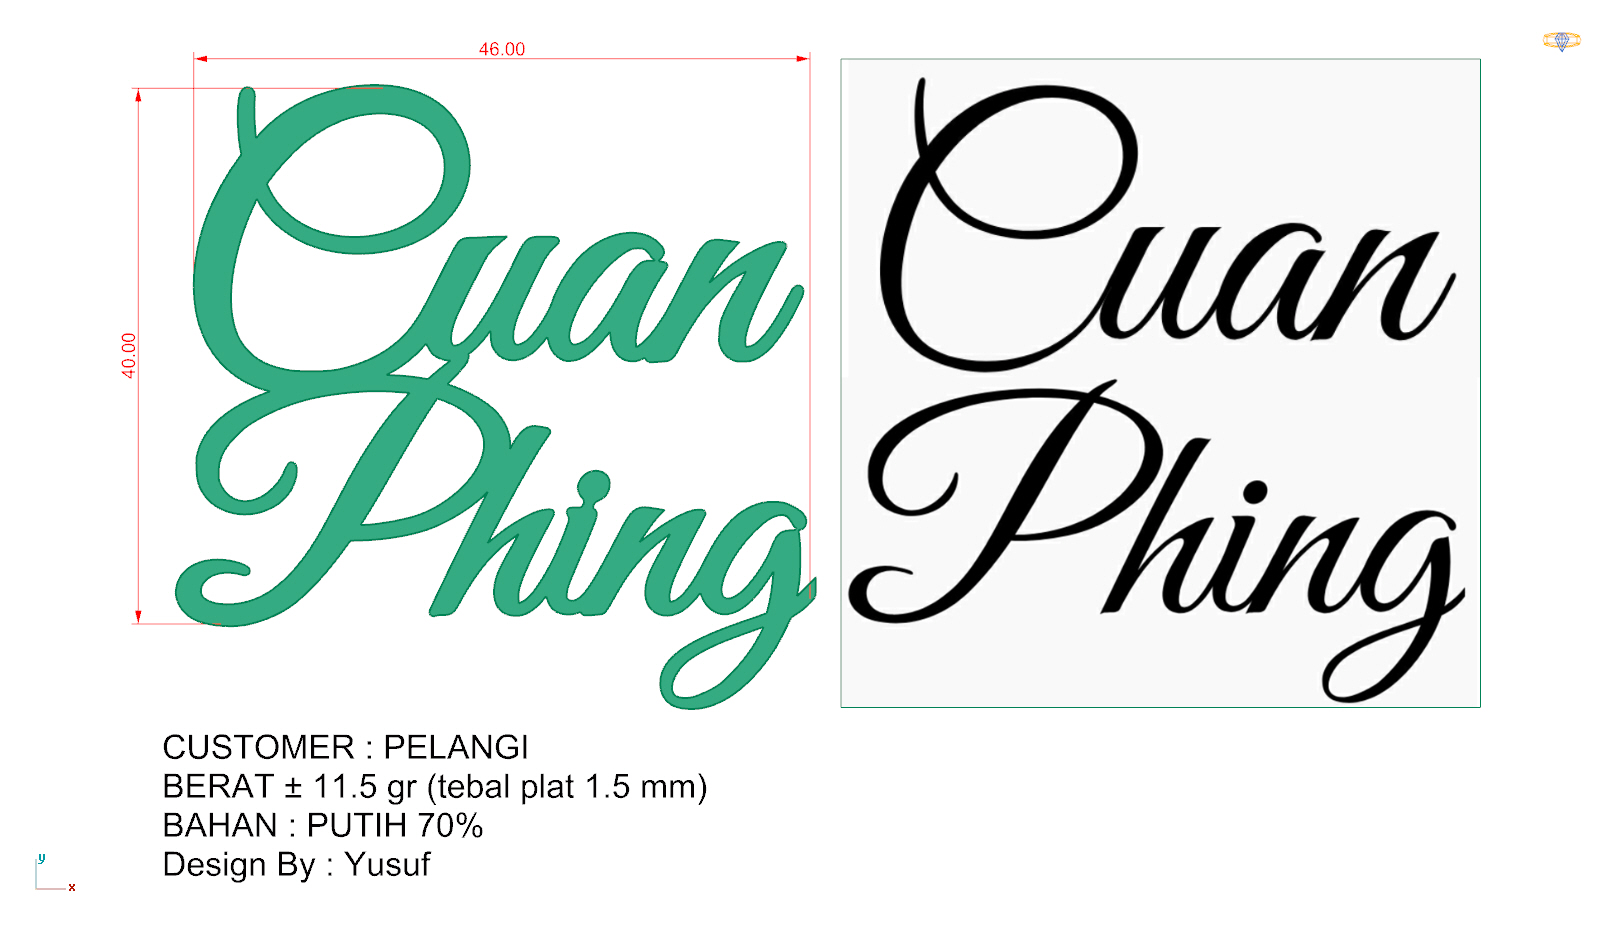 46.00
40.00
Cuan
Phing
Cuan
Phing
CUSTOMER : PELANGI
BERAT ± 11.5 gr (tebal plat 1.5 mm)
BAHAN : PUTIH 70%
Design By : Yusuf
y
x